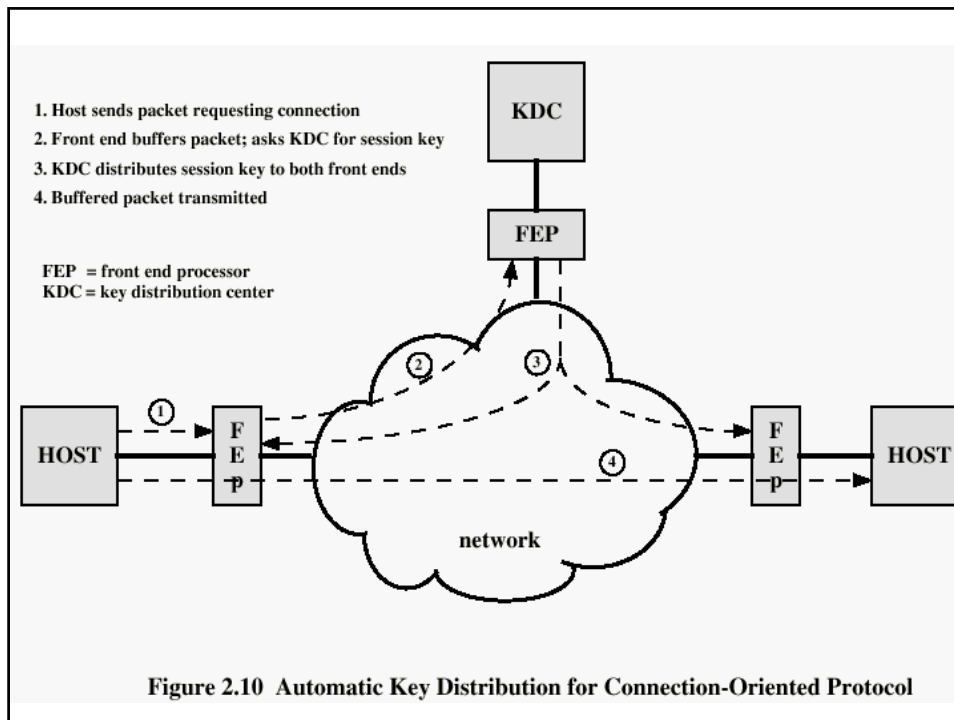 1. Host sends packet requesting connection
2. Front end buffers packet; asks KDC for session key
3. KDC distributes session key to both front ends
4. Buffered packet transmitted
FEP = front end processor
KDC = key distribution center
KDC
FEP
2
3
1
HOST
F
E
p
4
F
E
p
HOST
network
Figure 2.10 Automatic Key Distribution for Connection-Oriented Protocol